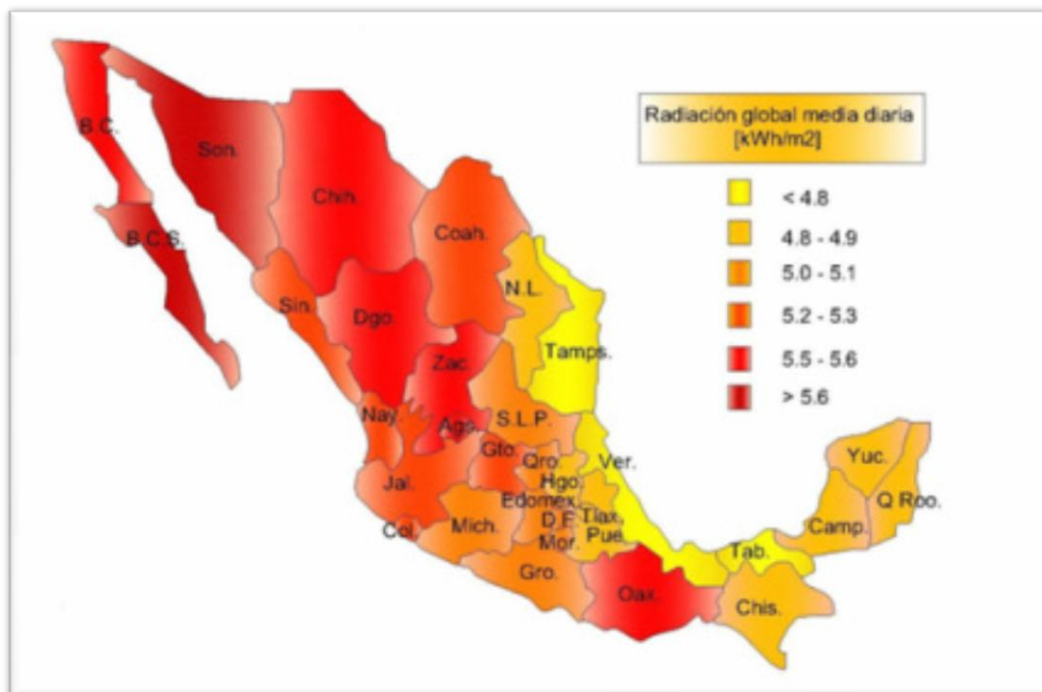 Radiación global media diaria
[kWh/m2]
< 4.8
4.8 - 4.9
5.0 - 5.1
5.2 - 5.3
5.5 - 5.6
> 5.6
B.C.
Son.
Chih.
B.C.S.
Coah.
Sin.
Dgo.
N.L.
Tamps.
Zac.
Nay.
Ags.
S.L.P.
Gto.
Qro.
Ver.
Hgo.
Jal.
Edomex.
Yuc.
Q Roo.
Col.
Mich.
D.F.
Tlax.
Camp.
Mor.
Pue.
Tab.
Gro.
Oax.
Chis.